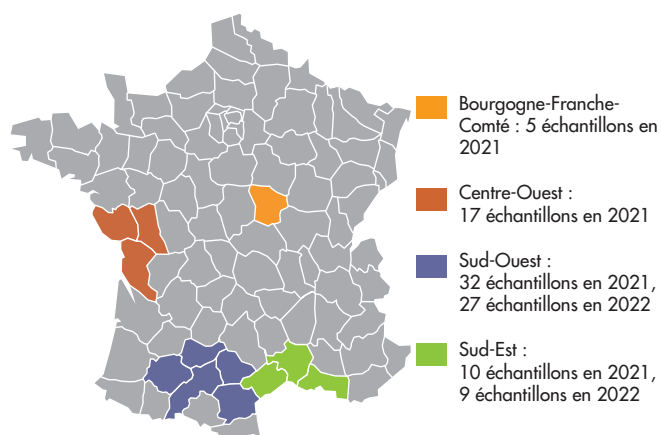 Bourgogne-Franche-
Comté : 5 échantillons en
2021
Centre-Ouest :
17 échantillons en 2021
Sud-Ouest :
32 échantillons en 2021,
27 échantillons en 2022
Sud-Est :
10 échantillons en 2021,
9 échantillons en 2022